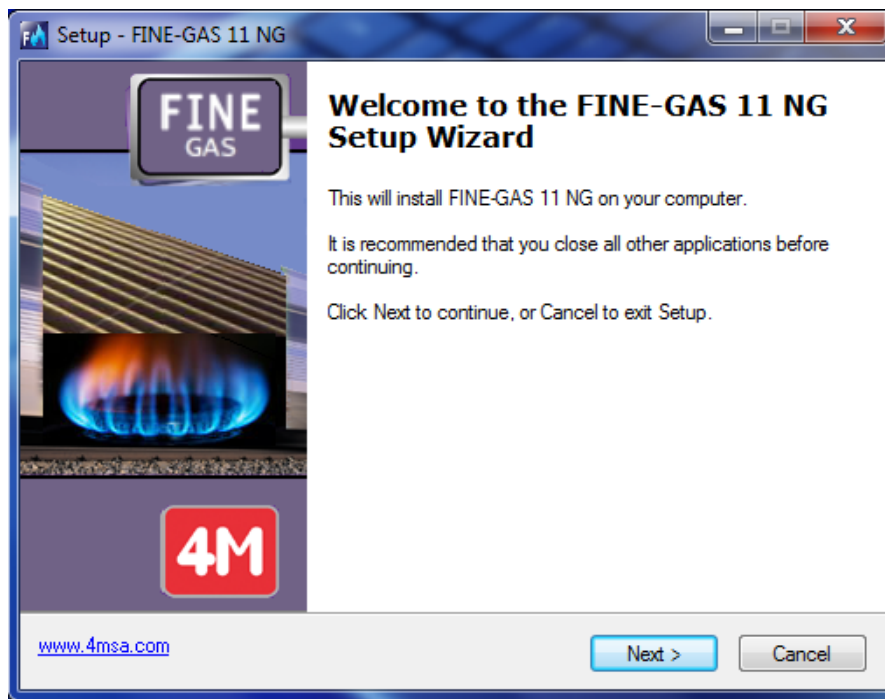 Setup - FINE-GAS 11 NG
FINE
GAS
Welcome to the FINE-GAS 11 NG
Setup Wizard
This will install FINE-GAS 11 NG on your computer.
It is recommended that you close all other applications before
continuing.
Click Next to continue, or Cancel to exit Setup.
4M
www.4msa.com
Next >
Cancel